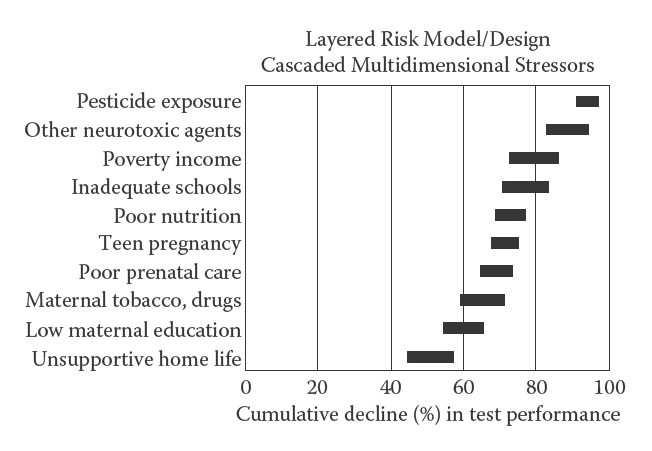 Layered Risk Model/Design
Cascaded Multidimensional Stressors
Pesticide exposure
Other neurotoxic agents
Poverty income
Inadequate schools
Poor nutrition
Teen pregnancy
Poor prenatal care
Maternal tobacco, drugs
Low maternal education
Unsupportive home life
0 20 40 60 80 100
Cumulative decline (%) in test performance